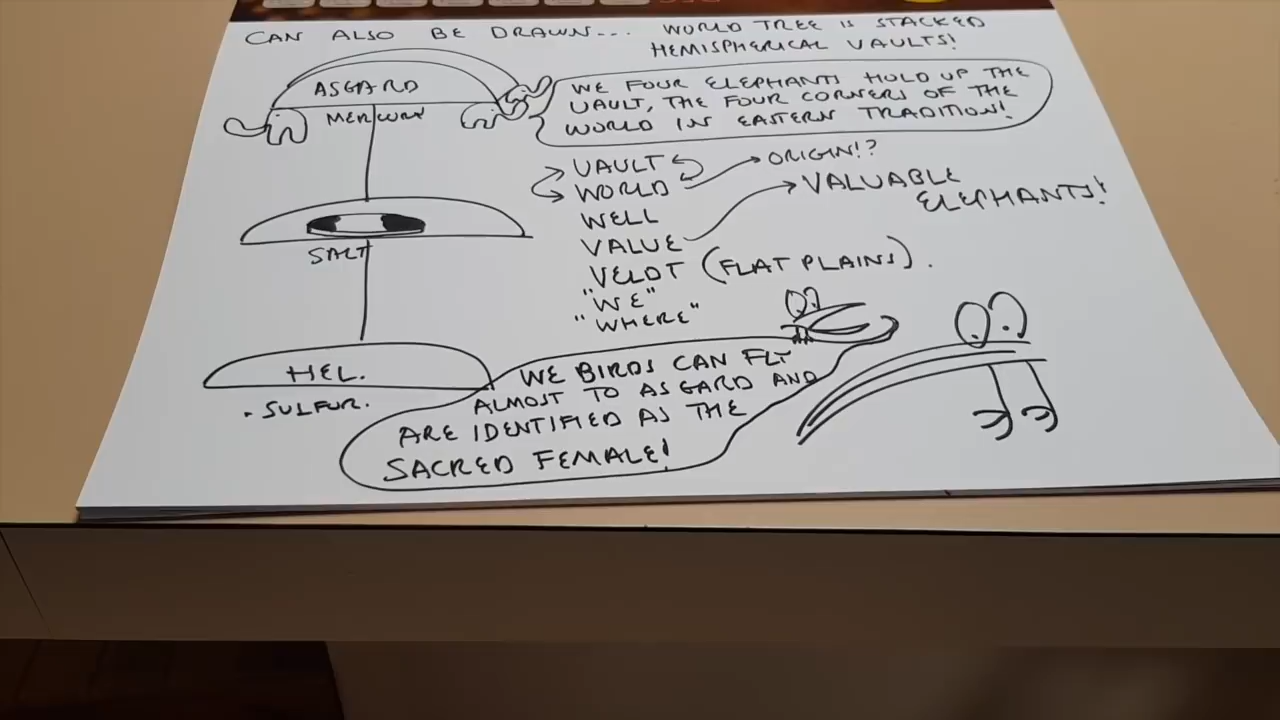 CAN ALSO BE DRAWN... WORLD TREE IS STACKED
HEMISPHERICAL VAULTS!
ASGARD
MERCURY
WE FOUR ELEPHANTS HOLD UP THE
VAULT, THE FOUR CORNERS OF THE
WORLD IN EASTERN TRADITION!
VAULT
WORLD
ORIGIN!?
WELL
VALUE
VALUABLE
ELEPHANTS!
VELDT (FLAT PLAINS).
"WE"
"WHERE"
SALT
HEL.
. SULFUR.
WE BIRDS CAN FLY
ALMOST TO ASGARD AND
ARE IDENTIFIED AS THE
SACRED FEMALE!